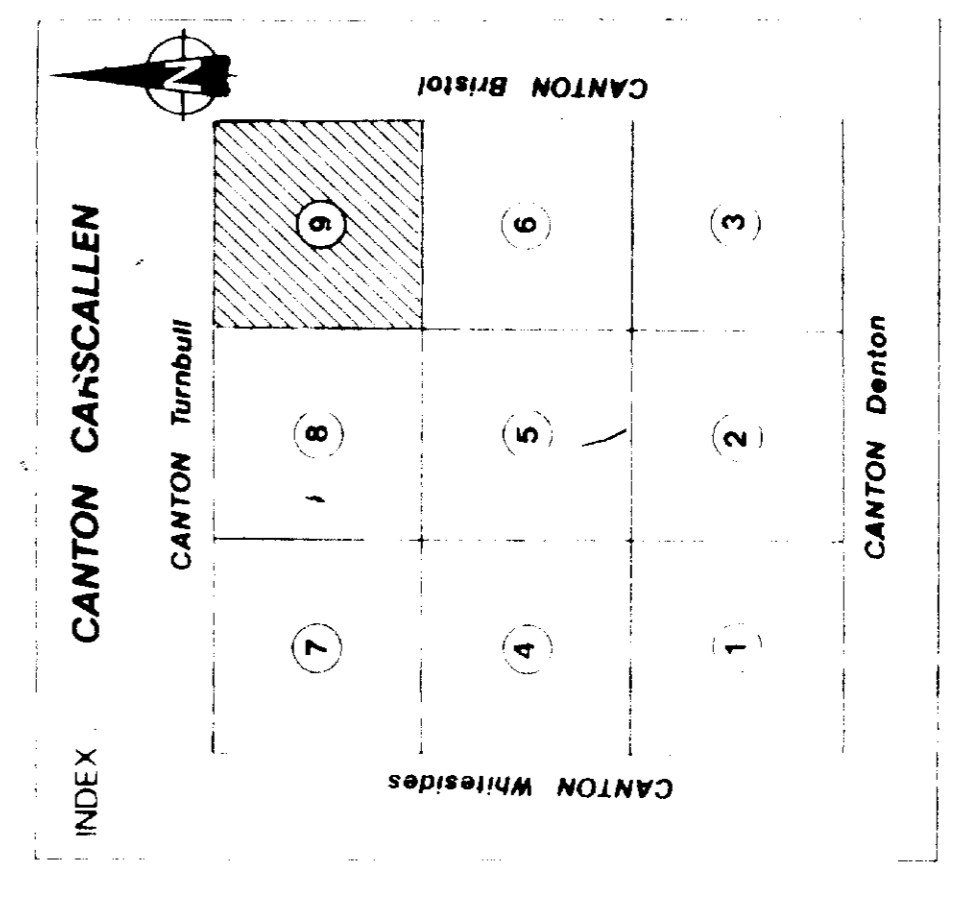 INDEX CANTON CARSCALLEN
N
CANTON Turnbull
CANTON Whitesides
7 8 9
4 5 6
1 2 3
CANTON Bristol
CANTON Denton